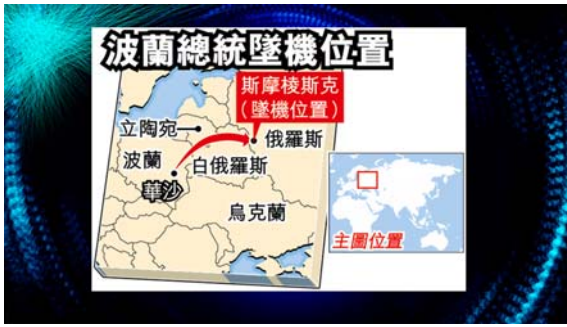 波蘭總統墜機位置
斯摩棱斯克
（墜機位置）
立陶宛
俄羅斯
波蘭
白俄羅斯
華沙
烏克蘭
主圖位置